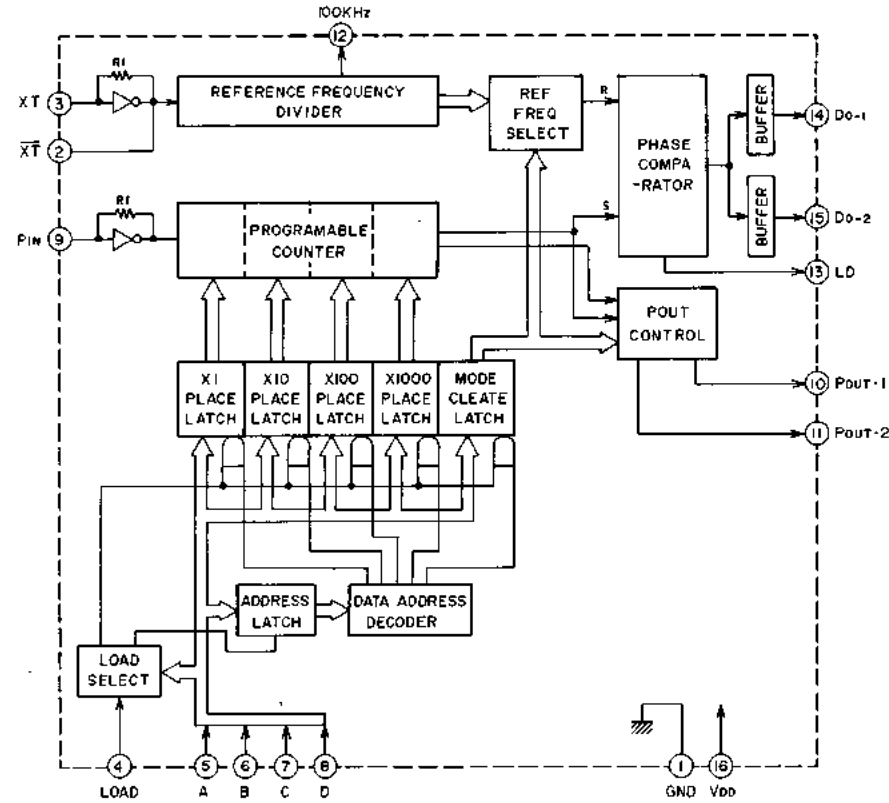 100KHz
12
Rf
XT
3
REFERENCE FREQUENCY
DIVIDER
REF
FREQ
SELECT
R
PHASE
COMPA
-RATOR
BUFFER
14
DO-1
XT
2
Rf
PIN
9
PROGRAMABLE
COUNTER
S
BUFFER
15
DO-2
13
LD
POUT
CONTROL
X1
PLACE
LATCH
X10
PLACE
LATCH
X100
PLACE
LATCH
X1000
PLACE
LATCH
MODE
CLEATE
LATCH
10
POUT-1
11
POUT-2
ADDRESS
LATCH
DATA ADDRESS
DECODER
LOAD
SELECT
4
5
6
7
8
1
16
LOAD
A
B
C
D
GND
VDD